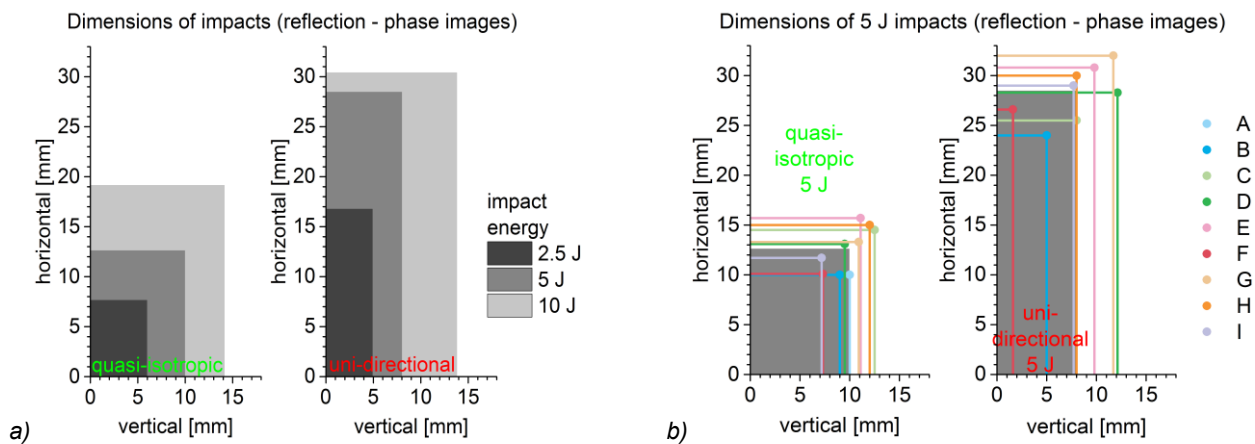 Dimensions of impacts (reflection - phase images)
horizontal [mm]
30
25
20
15
10
5
0
quasi-isotropic
0 5 10 15
vertical [mm]
horizontal [mm]
30
25
20
15
10
5
0
uni-directional
0 5 10 15
vertical [mm]
impact
energy
2.5 J
5 J
10 J
a)
Dimensions of 5 J impacts (reflection - phase images)
horizontal [mm]
30
25
20
15
10
5
0
quasi-
isotropic
5 J
0 5 10 15
vertical [mm]
horizontal [mm]
30
25
20
15
10
5
0
uni-
directional
5 J
0 5 10 15
vertical [mm]
A
B
C
D
E
F
G
H
I
b)